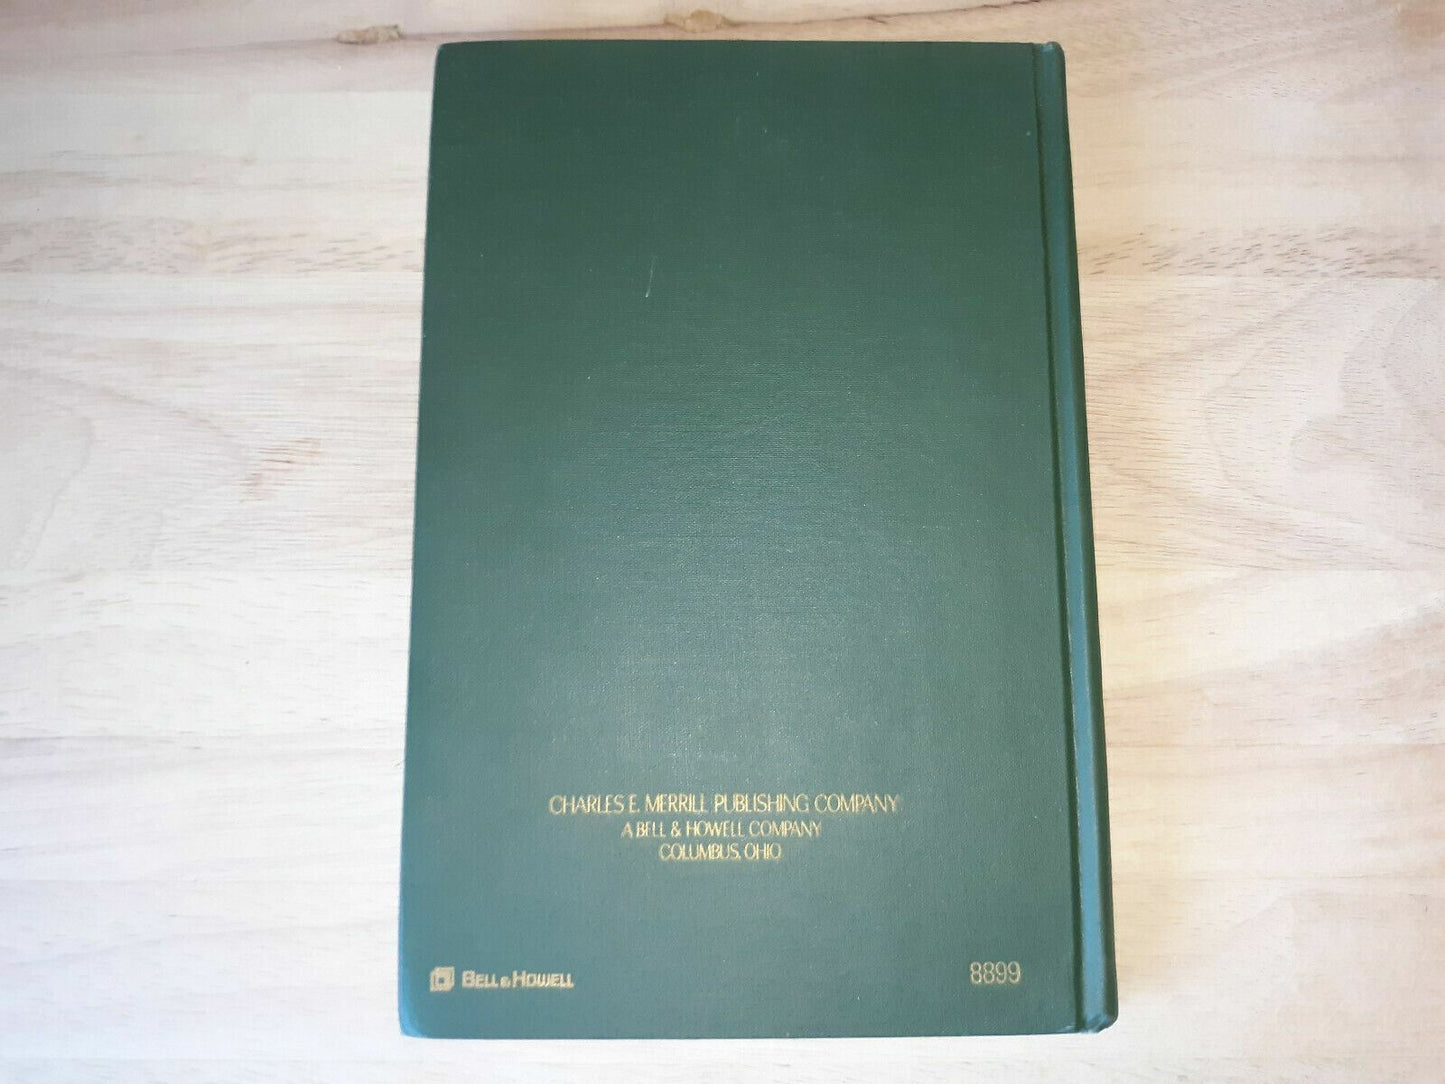 CHARLES E. MERRILL PUBLISHING COMPANY
A BELL & HOWELL COMPANY
COLUMBUS, OHIO
BELL & HOWELL
8899